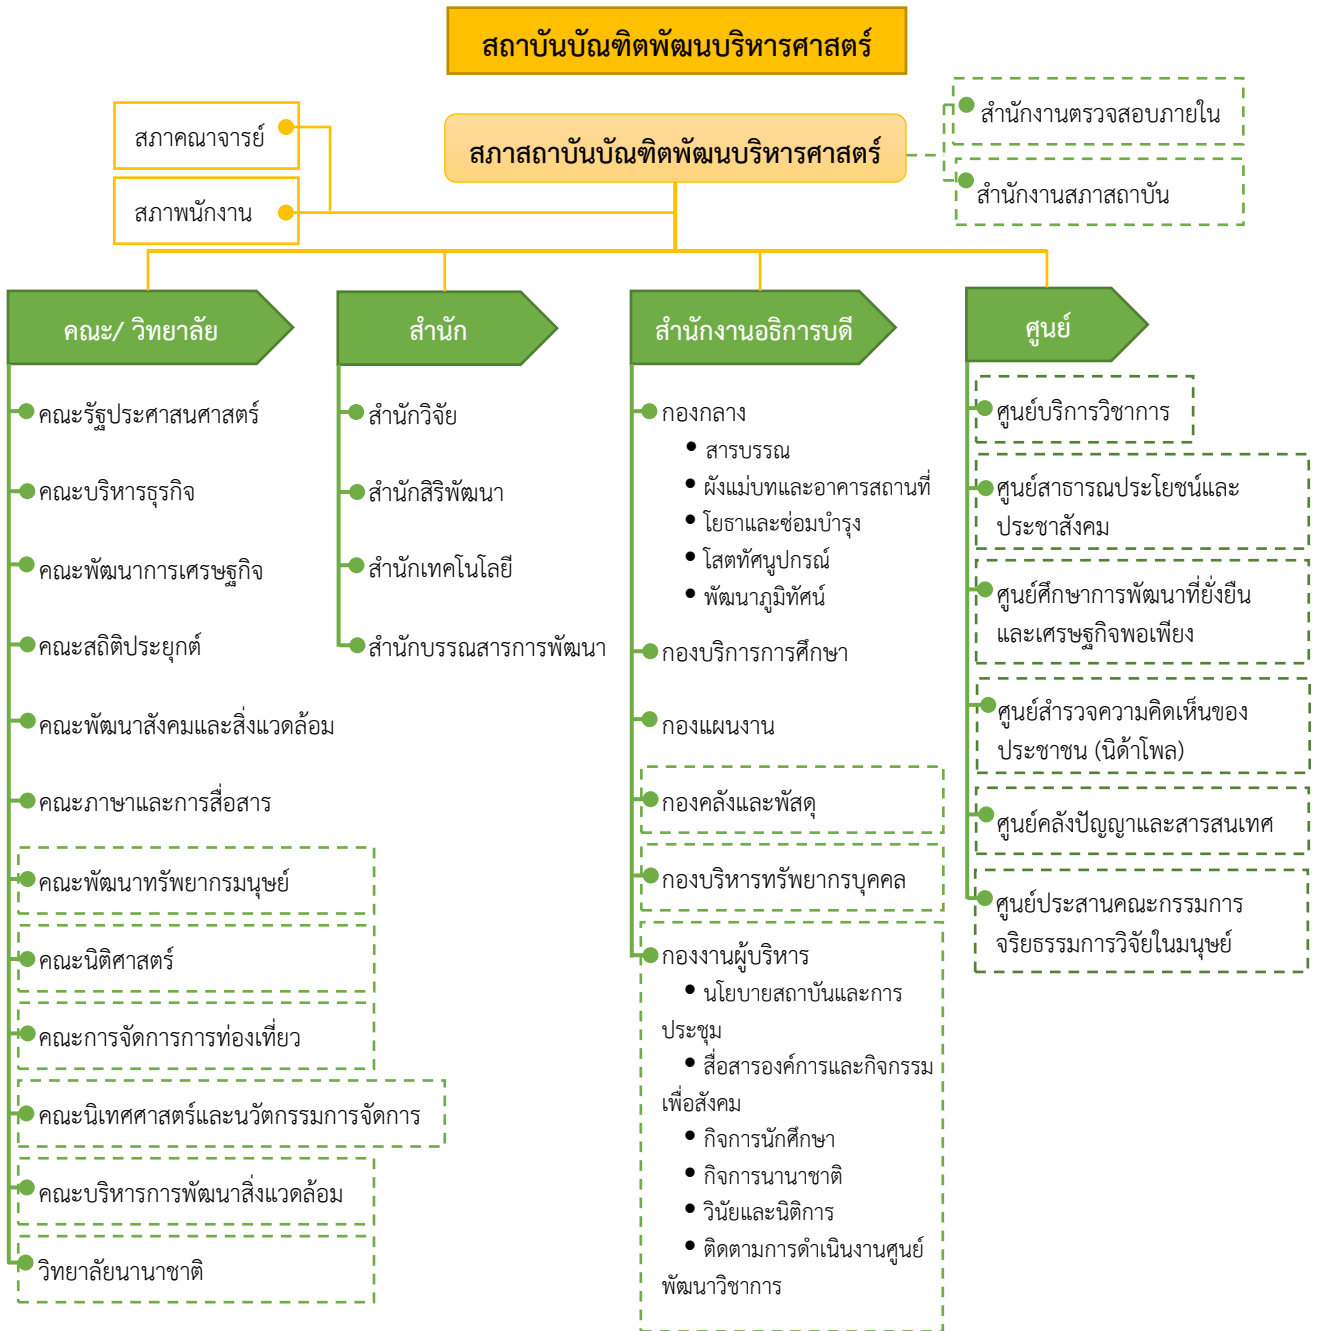 สถาบันบัณฑิตพัฒนบริหารศาสตร์
สภาคณาจารย์
สภาพนักงาน
สภาสถาบันบัณฑิตพัฒนบริหารศาสตร์
สำนักงานตรวจสอบภายใน
สำนักงานสภาสถาบัน
คณะ/ วิทยาลัย
คณะรัฐประศาสนศาสตร์
คณะบริหารธุรกิจ
คณะพัฒนาการเศรษฐกิจ
คณะสถิติประยุกต์
คณะพัฒนาสังคมและสิ่งแวดล้อม
คณะภาษาและการสื่อสาร
คณะพัฒนาทรัพยากรมนุษย์
คณะนิติศาสตร์
คณะการจัดการการท่องเที่ยว
คณะนิเทศศาสตร์และนวัตกรรมการจัดการ
คณะบริหารการพัฒนาสิ่งแวดล้อม
วิทยาลัยนานาชาติ
สำนัก
สำนักวิจัย
สำนักสิริพัฒนา
สำนักเทคโนโลยี
สำนักบรรณสารการพัฒนา
สำนักงานอธิการบดี
กองกลาง
• สารบรรณ
• ผังแม่บทและอาคารสถานที่
• โยธาและซ่อมบำรุง
• โสตทัศนูปกรณ์
• พัฒนาภูมิทัศน์
กองบริการการศึกษา
กองแผนงาน
กองคลังและพัสดุ
กองบริหารทรัพยากรบุคคล
กองงานผู้บริหาร
• นโยบายสถาบันและการ
ประชุม
• สื่อสารองค์การและกิจกรรม
เพื่อสังคม
• กิจการนักศึกษา
• กิจการนานาชาติ
• วินัยและนิติการ
• ติดตามการดำเนินงานศูนย์
พัฒนาวิชาการ
ศูนย์
ศูนย์บริการวิชาการ
ศูนย์สาธารณประโยชน์และ
ประชาสังคม
ศูนย์ศึกษาการพัฒนาที่ยั่งยืน
และเศรษฐกิจพอเพียง
ศูนย์สำรวจความคิดเห็นของ
ประชาชน (นิด้าโพล)
ศูนย์คลังปัญญาและสารสนเทศ
ศูนย์ประสานคณะกรรมการ
จริยธรรมการวิจัยในมนุษย์